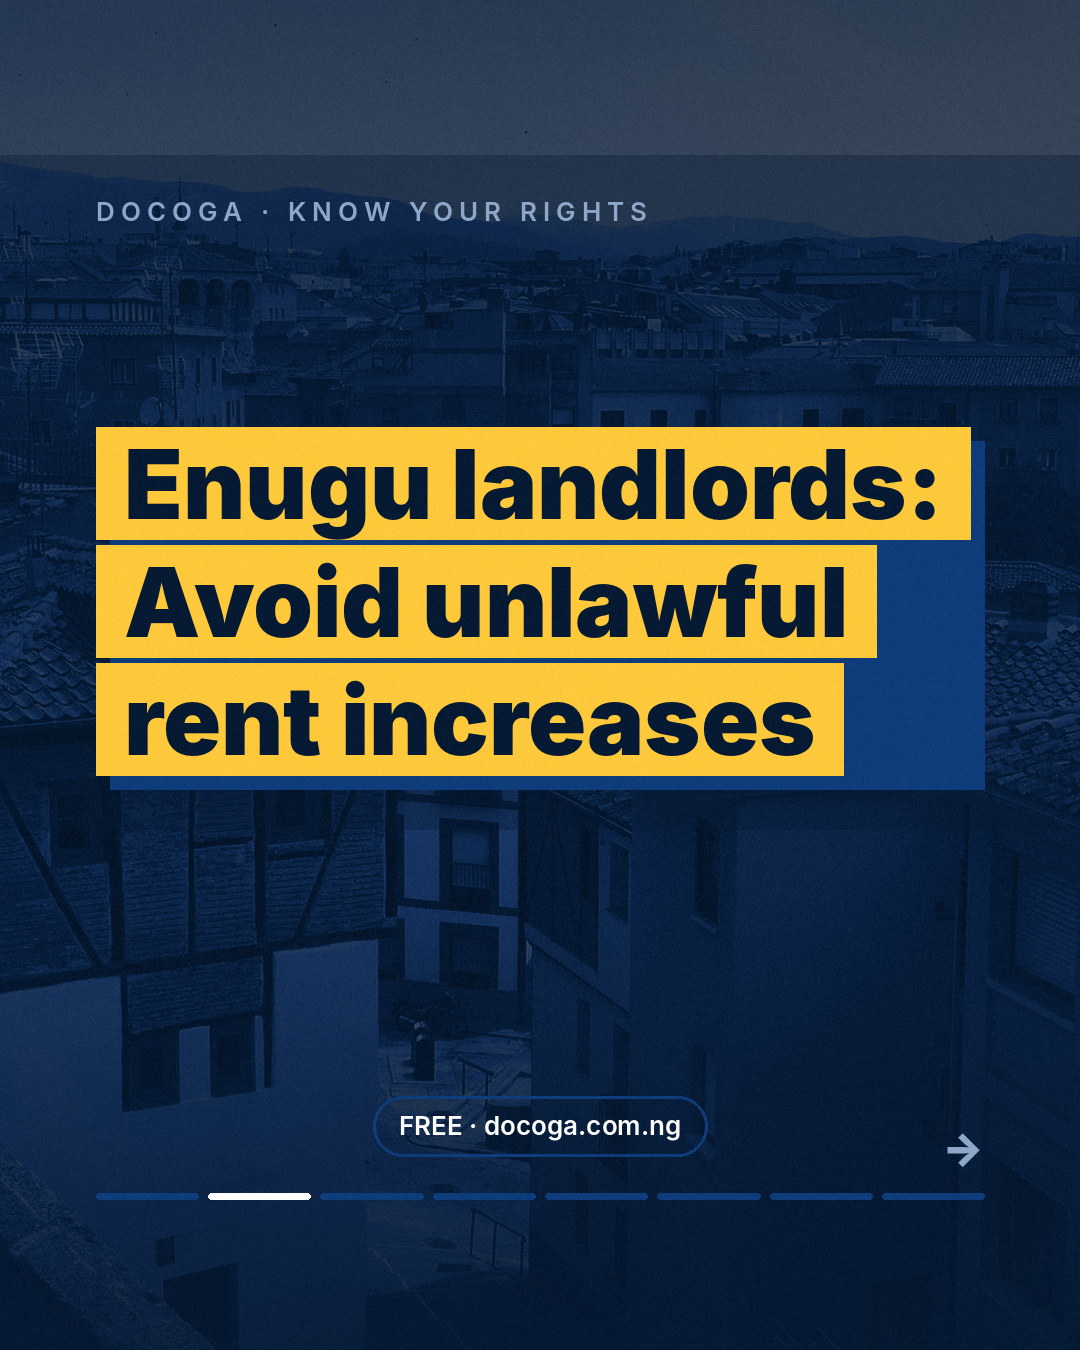 DOCOGA · KNOW YOUR RIGHTS
Enugu landlords:
Avoid unlawful
rent increases
FREE · docoga.com.ng